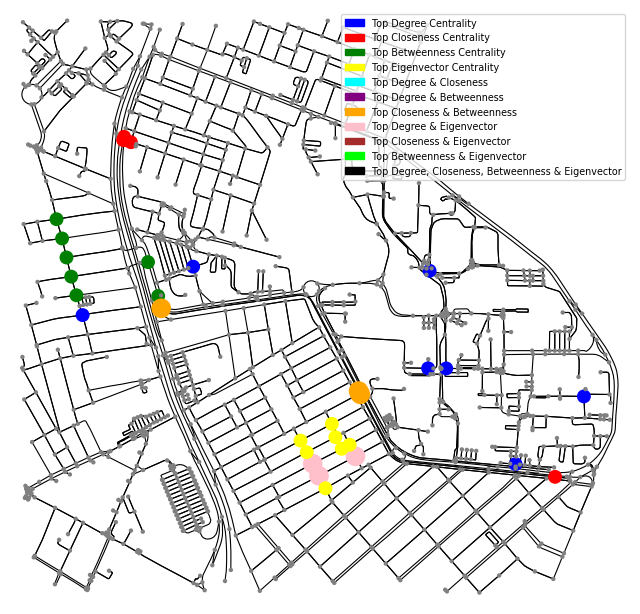 Top Degree Centrality
Top Closeness Centrality
Top Betweenness Centrality
Top Eigenvector Centrality
Top Degree & Closeness
Top Degree & Betweenness
Top Closeness & Betweenness
Top Degree & Eigenvector
Top Closeness & Eigenvector
Top Betweenness & Eigenvector
Top Degree, Closeness, Betweenness & Eigenvector